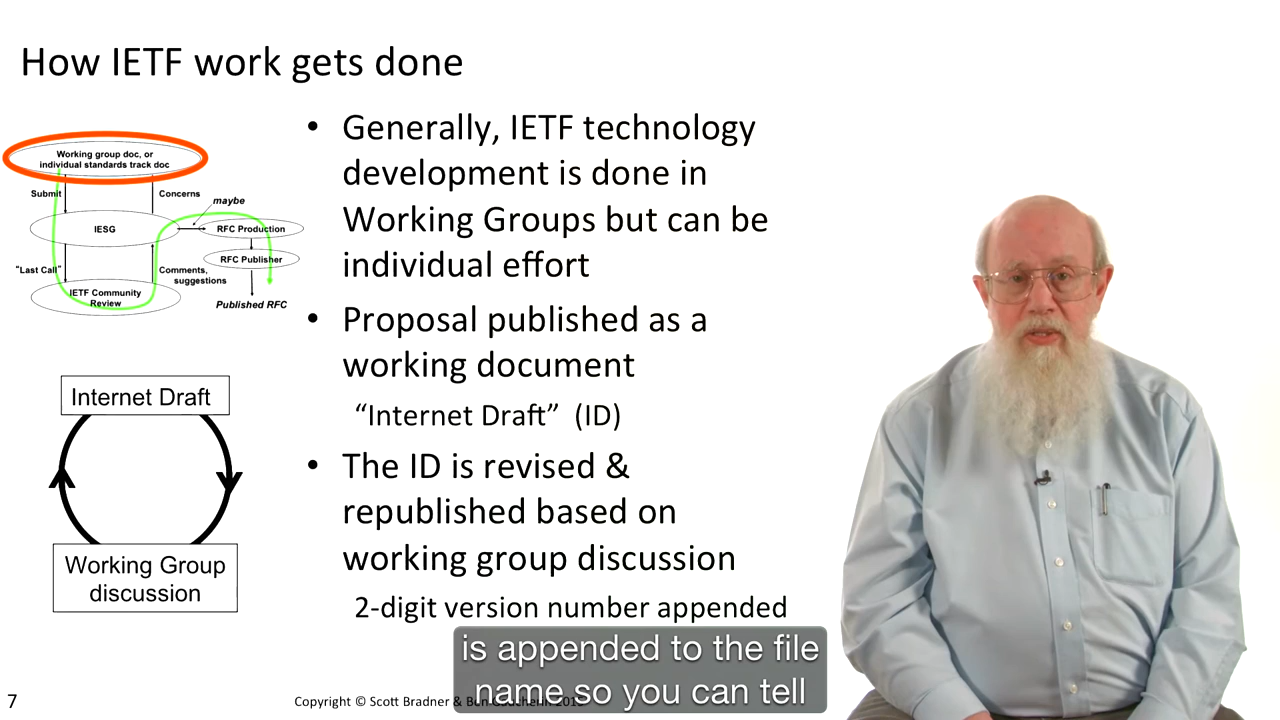 How IETF work gets done
Working group doc, or
individual standards track doc
Submit
Concerns
maybe
IESG
RFC Production
RFC Publisher
“Last Call”
Comments,
suggestions
IETF Community
Review
Published RFC
Internet Draft
Working Group
discussion
• Generally, IETF technology
development is done in
Working Groups but can be
individual effort
• Proposal published as a
working document
“Internet Draft” (ID)
• The ID is revised &
republished based on
working group discussion
2-digit version number appended
is appended to the file
name so you can tell
7
Copyright © Scott Bradner &